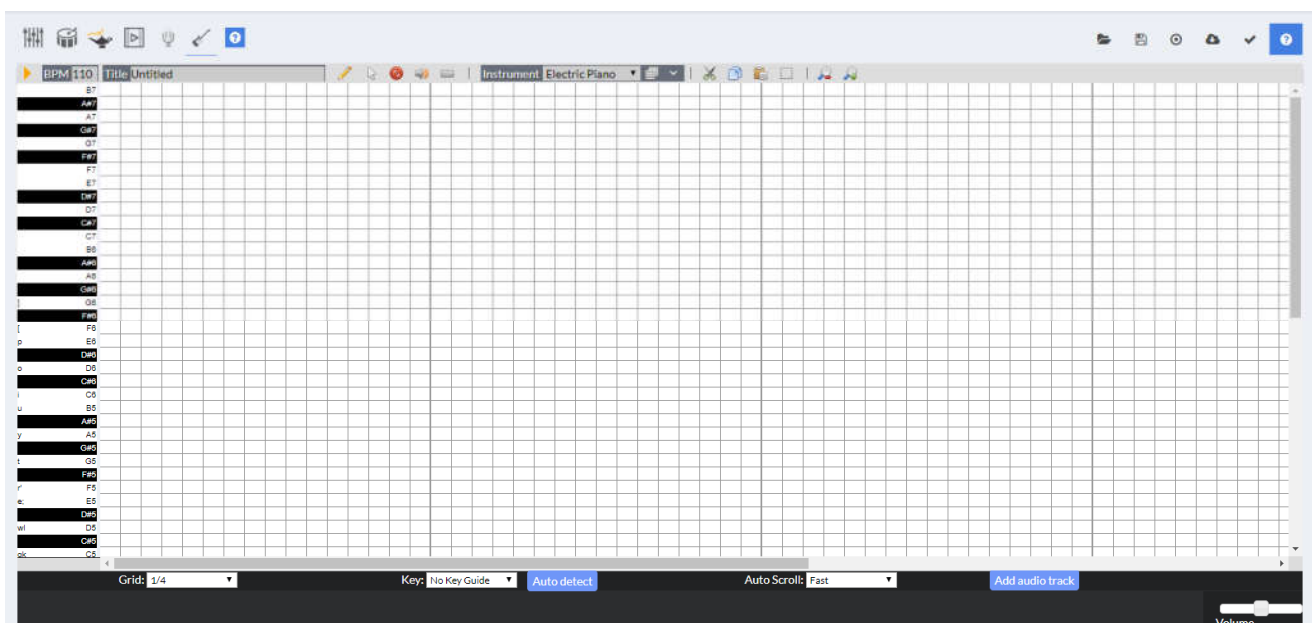 BPM 110 Title Untitled Instrument Electric Piano
B7
A#7
A7
G#7
G7
F#7
F7
E7
D#7
D7
C#7
C7
B6
A#6
A6
G#6
[ G6
F#6
[ F6
p E6
D#6
o D6
C#6
i C6
u B5
A#5
y A5
G#5
t G5
F#5
r' F5
e; E5
D#5
wl D5
C#5
qk C5
Grid: 1/4 Key: No Key Guide Auto detect Auto Scroll: Fast Add audio track
Volume